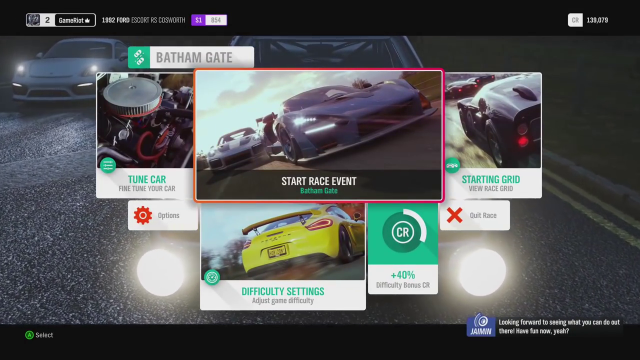 2 GameRiot 1992 FORD ESCORT RS COSWORTH S1 854 CR 139,079
BATHAM GATE
TUNE CAR
FINE TUNE YOUR CAR
START RACE EVENT
Batham Gate
STARTING GRID
VIEW RACE GRID
Options
CR
Quit Race
+40%
Difficulty Bonus CR
DIFFICULTY SETTINGS
Adjust game difficulty
Select
JAIMIN
Looking forward to seeing what you can do out
there! Have fun now, yeah?